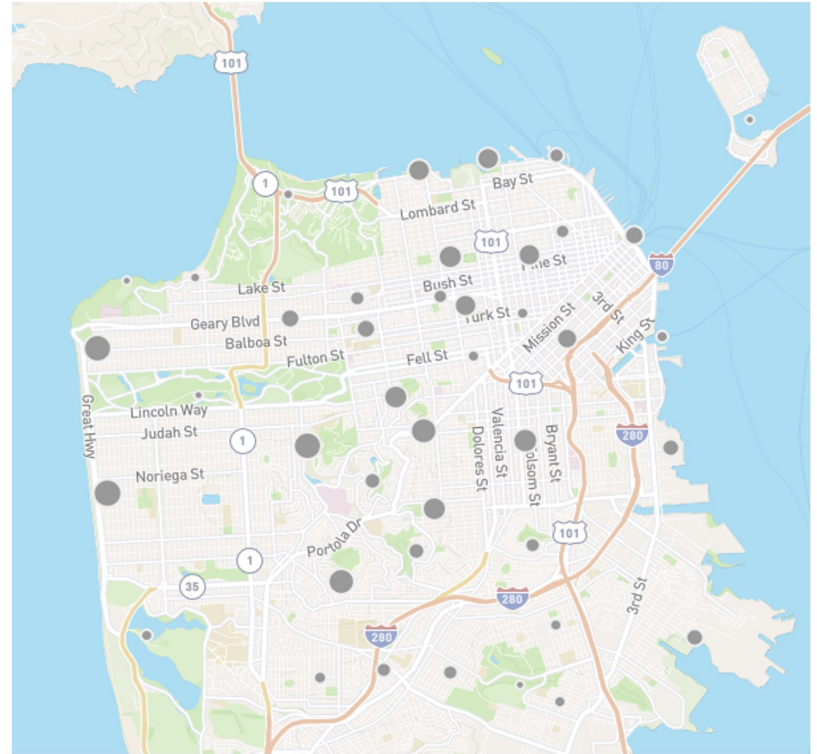 101
1
101
Bay St
Lombard St
101
Pine St
80
Lake St
Bush St
Geary Blvd
Turk St
3rd St
Mission St
King St
Balboa St
Fulton St
Fell St
101
Great Hwy
Lincoln Way
Judah St
1
Valencia St
Dolores St
Folsom St
Bryant St
280
Noriega St
Portola Dr
101
1
35
280
3rd St
280